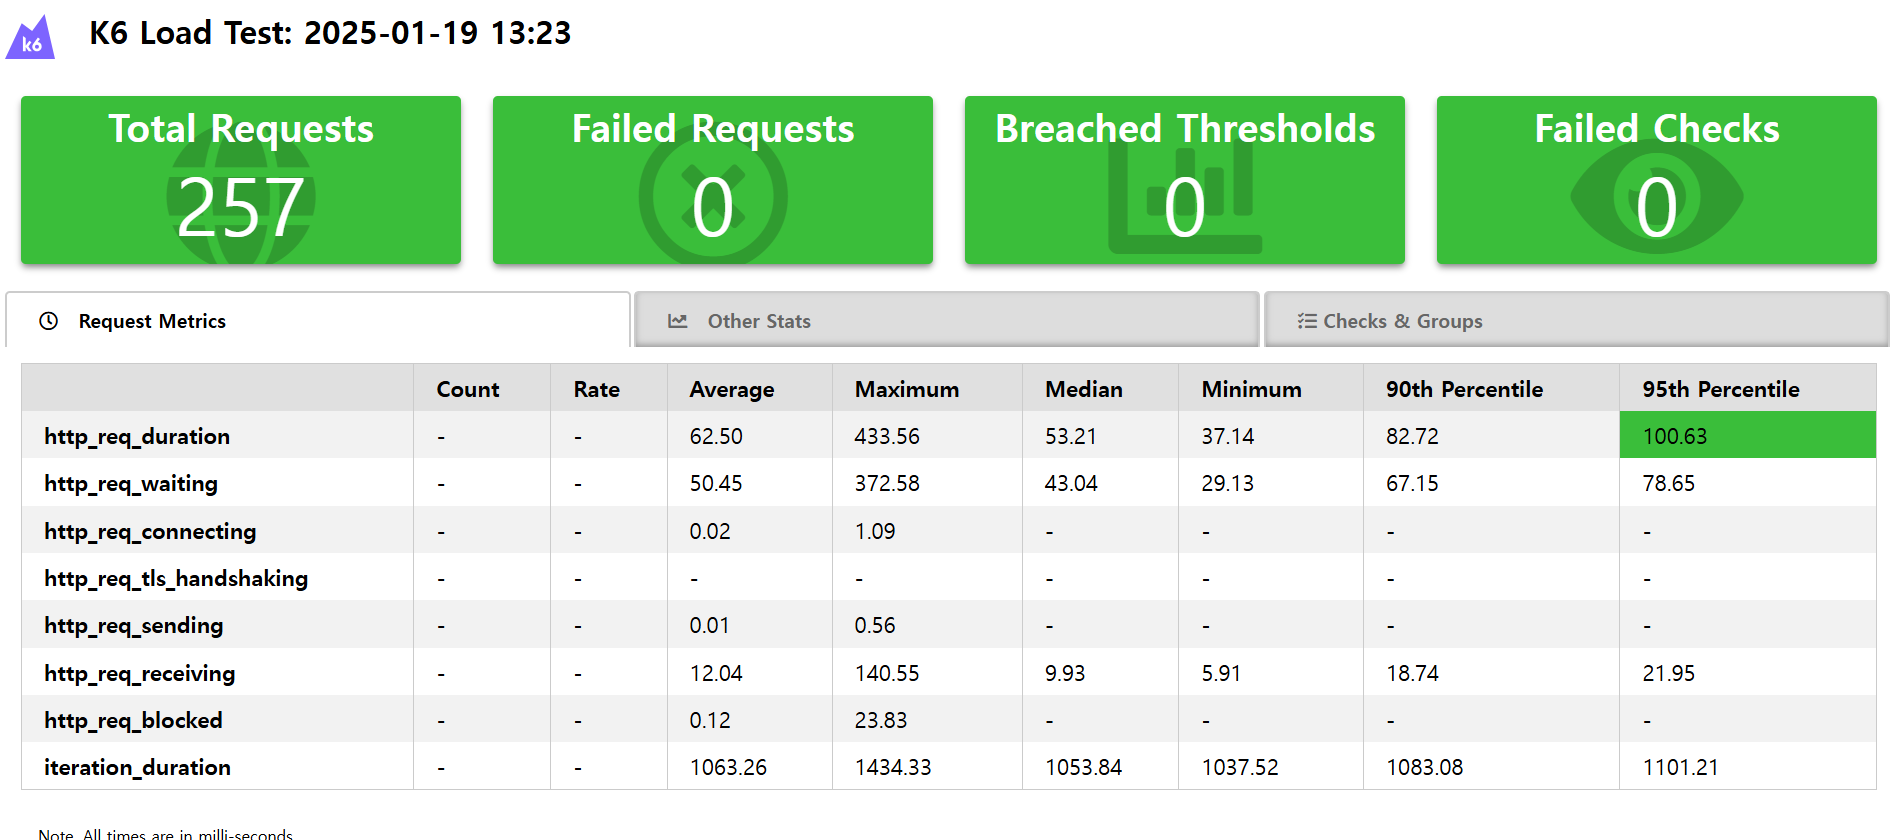 k6 K6 Load Test: 2025-01-19 13:23
Total Requests Failed Requests Breached Thresholds Failed Checks
257 0 0 0
Request Metrics Other Stats Checks & Groups
Count Rate Average Maximum Median Minimum 90th Percentile 95th Percentile
http_req_duration - - 62.50 433.56 53.21 37.14 82.72 100.63
http_req_waiting - - 50.45 372.58 43.04 29.13 67.15 78.65
http_req_connecting - - 0.02 1.09 - - - -
http_req_tls_handshaking - - - - - - - -
http_req_sending - - 0.01 0.56 - - - -
http_req_receiving - - 12.04 140.55 9.93 5.91 18.74 21.95
http_req_blocked - - 0.12 23.83 - - - -
iteration_duration - - 1063.26 1434.33 1053.84 1037.52 1083.08 1101.21
Note. All times are in milli-seconds